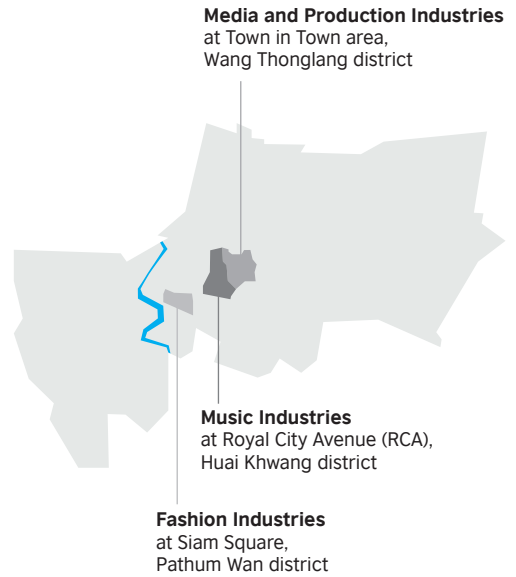 Media and Production Industries
at Town in Town area,
Wang Thonglang district
Music Industries
at Royal City Avenue (RCA),
Huai Khwang district
Fashion Industries
at Siam Square,
Pathum Wan district